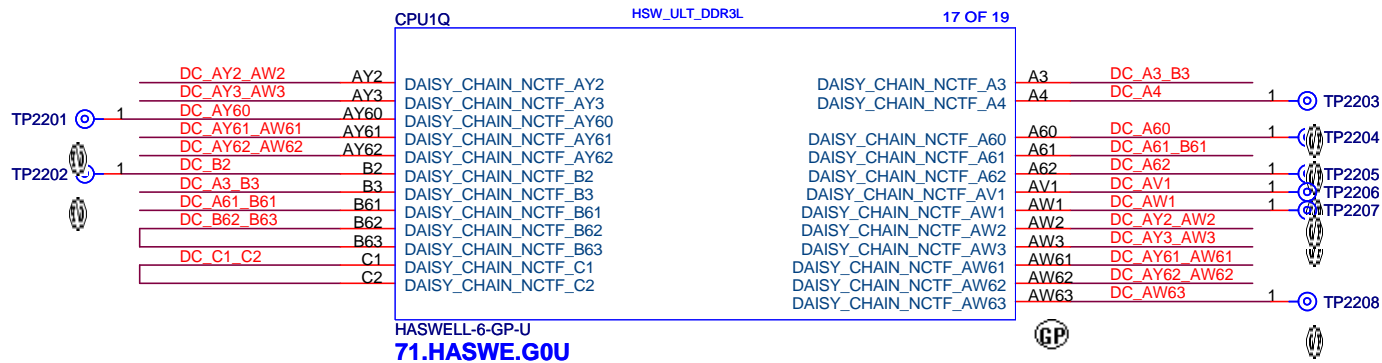 CPU1Q HSW_ULT_DDR3L 17 OF 19
DC_AY2_AW2 AY2 DAISY_CHAIN_NCTF_AY2
DC_AY3_AW3 AY3 DAISY_CHAIN_NCTF_AY3
TP2201 1 DC_AY60 AY60 DAISY_CHAIN_NCTF_AY60
DC_AY61_AW61 AY61 DAISY_CHAIN_NCTF_AY61
DC_AY62_AW62 AY62 DAISY_CHAIN_NCTF_AY62
TP2202 1 DC_B2 B2 DAISY_CHAIN_NCTF_B2
DC_A3_B3 B3 DAISY_CHAIN_NCTF_B3
DC_A61_B61 B61 DAISY_CHAIN_NCTF_B61
DC_B62_B63 B62 DAISY_CHAIN_NCTF_B62
B63 DAISY_CHAIN_NCTF_B63
DC_C1_C2 C1 DAISY_CHAIN_NCTF_C1
C2 DAISY_CHAIN_NCTF_C2
DAISY_CHAIN_NCTF_A3 A3 DC_A3_B3
DAISY_CHAIN_NCTF_A4 A4 DC_A4 1 TP2203
DAISY_CHAIN_NCTF_A60 A60 DC_A60 1 TP2204
DAISY_CHAIN_NCTF_A61 A61 DC_A61_B61
DAISY_CHAIN_NCTF_A62 A62 DC_A62 1 TP2205
DAISY_CHAIN_NCTF_AV1 AV1 DC_AV1 1 TP2206
DAISY_CHAIN_NCTF_AW1 AW1 DC_AW1 1 TP2207
DAISY_CHAIN_NCTF_AW2 AW2 DC_AY2_AW2
DAISY_CHAIN_NCTF_AW3 AW3 DC_AY3_AW3
DAISY_CHAIN_NCTF_AW61 AW61 DC_AY61_AW61
DAISY_CHAIN_NCTF_AW62 AW62 DC_AY62_AW62
DAISY_CHAIN_NCTF_AW63 AW63 DC_AW63 1 TP2208
HASWELL-6-GP-U
71.HASWE.G0U
GP